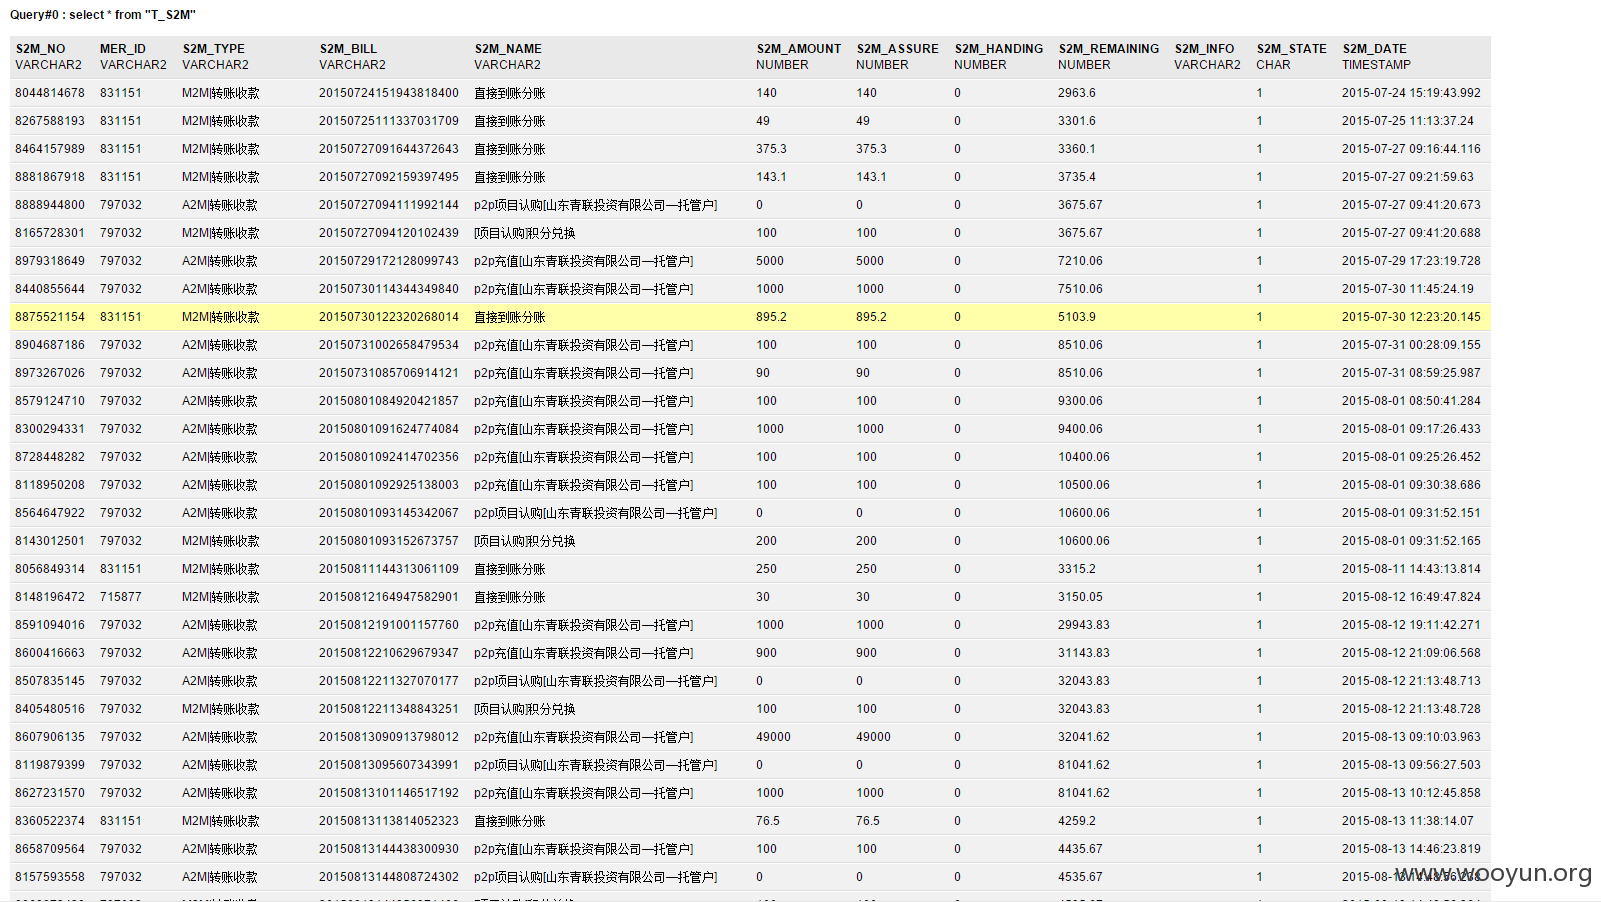 Query#0 : select * from "T_S2M"
S2M_NO MER_ID S2M_TYPE S2M_BILL S2M_NAME S2M_AMOUNT S2M_ASSURE S2M_HANDING S2M_REMAINING S2M_INFO S2M_STATE S2M_DATE
VARCHAR2 VARCHAR2 VARCHAR2 VARCHAR2 VARCHAR2 NUMBER NUMBER NUMBER NUMBER VARCHAR2 CHAR TIMESTAMP
8044814678 831151 M2M|转账收款 20150724151943818400 直接到账分账 140 140 0 2963.6 1 2015-07-24 15:19:43.992
8267588193 831151 M2M|转账收款 20150725111337031709 直接到账分账 49 49 0 3301.6 1 2015-07-25 11:13:37.24
8464157989 831151 M2M|转账收款 20150727091644372643 直接到账分账 375.3 375.3 0 3360.1 1 2015-07-27 09:16:44.116
8881867918 831151 M2M|转账收款 20150727092159397495 直接到账分账 143.1 143.1 0 3735.4 1 2015-07-27 09:21:59.63
8888944800 797032 A2M|转账收款 20150727094111992144 p2p项目认购[山东青联投资有限公司—托管户] 0 0 0 3675.67 1 2015-07-27 09:41:20.673
8165728301 797032 M2M|转账收款 20150727094120102439 [项目认购]积分兑换 100 100 0 3675.67 1 2015-07-27 09:41:20.688
8979318649 797032 A2M|转账收款 20150729172128099743 p2p充值[山东青联投资有限公司—托管户] 5000 5000 0 7210.06 1 2015-07-29 17:23:19.728
8440855644 797032 A2M|转账收款 20150730114344349840 p2p充值[山东青联投资有限公司—托管户] 1000 1000 0 7510.06 1 2015-07-30 11:45:24.19
8875521154 831151 M2M|转账收款 20150730122320268014 直接到账分账 895.2 895.2 0 5103.9 1 2015-07-30 12:23:20.145
8904687186 797032 A2M|转账收款 20150731002658479534 p2p充值[山东青联投资有限公司—托管户] 100 100 0 8510.06 1 2015-07-31 00:28:09.155
8973267026 797032 A2M|转账收款 20150731085706914121 p2p充值[山东青联投资有限公司—托管户] 90 90 0 8510.06 1 2015-07-31 08:59:25.987
8579124710 797032 A2M|转账收款 20150801084920421857 p2p充值[山东青联投资有限公司—托管户] 100 100 0 9300.06 1 2015-08-01 08:50:41.284
8300294331 797032 A2M|转账收款 20150801091624774084 p2p充值[山东青联投资有限公司—托管户] 1000 1000 0 9400.06 1 2015-08-01 09:17:26.433
8728448282 797032 A2M|转账收款 20150801092414702356 p2p充值[山东青联投资有限公司—托管户] 100 100 0 10400.06 1 2015-08-01 09:25:26.452
8118950208 797032 A2M|转账收款 20150801092925138003 p2p充值[山东青联投资有限公司—托管户] 100 100 0 10500.06 1 2015-08-01 09:30:38.686
8564647922 797032 A2M|转账收款 20150801093145342067 p2p项目认购[山东青联投资有限公司—托管户] 0 0 0 10600.06 1 2015-08-01 09:31:52.151
8143012501 797032 M2M|转账收款 20150801093152673757 [项目认购]积分兑换 200 200 0 10600.06 1 2015-08-01 09:31:52.165
8056849314 831151 M2M|转账收款 20150811144313061109 直接到账分账 250 250 0 3315.2 1 2015-08-11 14:43:13.814
8148196472 715877 M2M|转账收款 20150812164947582901 直接到账分账 30 30 0 3150.05 1 2015-08-12 16:49:47.824
8591094016 797032 A2M|转账收款 20150812191001157760 p2p充值[山东青联投资有限公司—托管户] 1000 1000 0 29943.83 1 2015-08-12 19:11:42.271
8600416663 797032 A2M|转账收款 20150812210629679347 p2p充值[山东青联投资有限公司—托管户] 900 900 0 31143.83 1 2015-08-12 21:09:06.568
8507835145 797032 A2M|转账收款 20150812211327070177 p2p项目认购[山东青联投资有限公司—托管户] 0 0 0 32043.83 1 2015-08-12 21:13:48.713
8405480516 797032 M2M|转账收款 20150812211348843251 [项目认购]积分兑换 100 100 0 32043.83 1 2015-08-12 21:13:48.728
8607906135 797032 A2M|转账收款 20150813090913798012 p2p充值[山东青联投资有限公司—托管户] 49000 49000 0 32041.62 1 2015-08-13 09:10:03.963
8119879399 797032 A2M|转账收款 20150813095607343991 p2p项目认购[山东青联投资有限公司—托管户] 0 0 0 81041.62 1 2015-08-13 09:56:27.503
8627231570 797032 A2M|转账收款 20150813101146517192 p2p充值[山东青联投资有限公司—托管户] 1000 1000 0 81041.62 1 2015-08-13 10:12:45.858
8360522374 831151 M2M|转账收款 20150813113814052323 直接到账分账 76.5 76.5 0 4259.2 1 2015-08-13 11:38:14.07
8658709564 797032 A2M|转账收款 20150813144438300930 p2p充值[山东青联投资有限公司—托管户] 100 100 0 4435.67 1 2015-08-13 14:46:23.819
8157593558 797032 A2M|转账收款 20150813144808724302 p2p项目认购[山东青联投资有限公司—托管户] 0 0 0 4535.67 1
www.wooyun.org